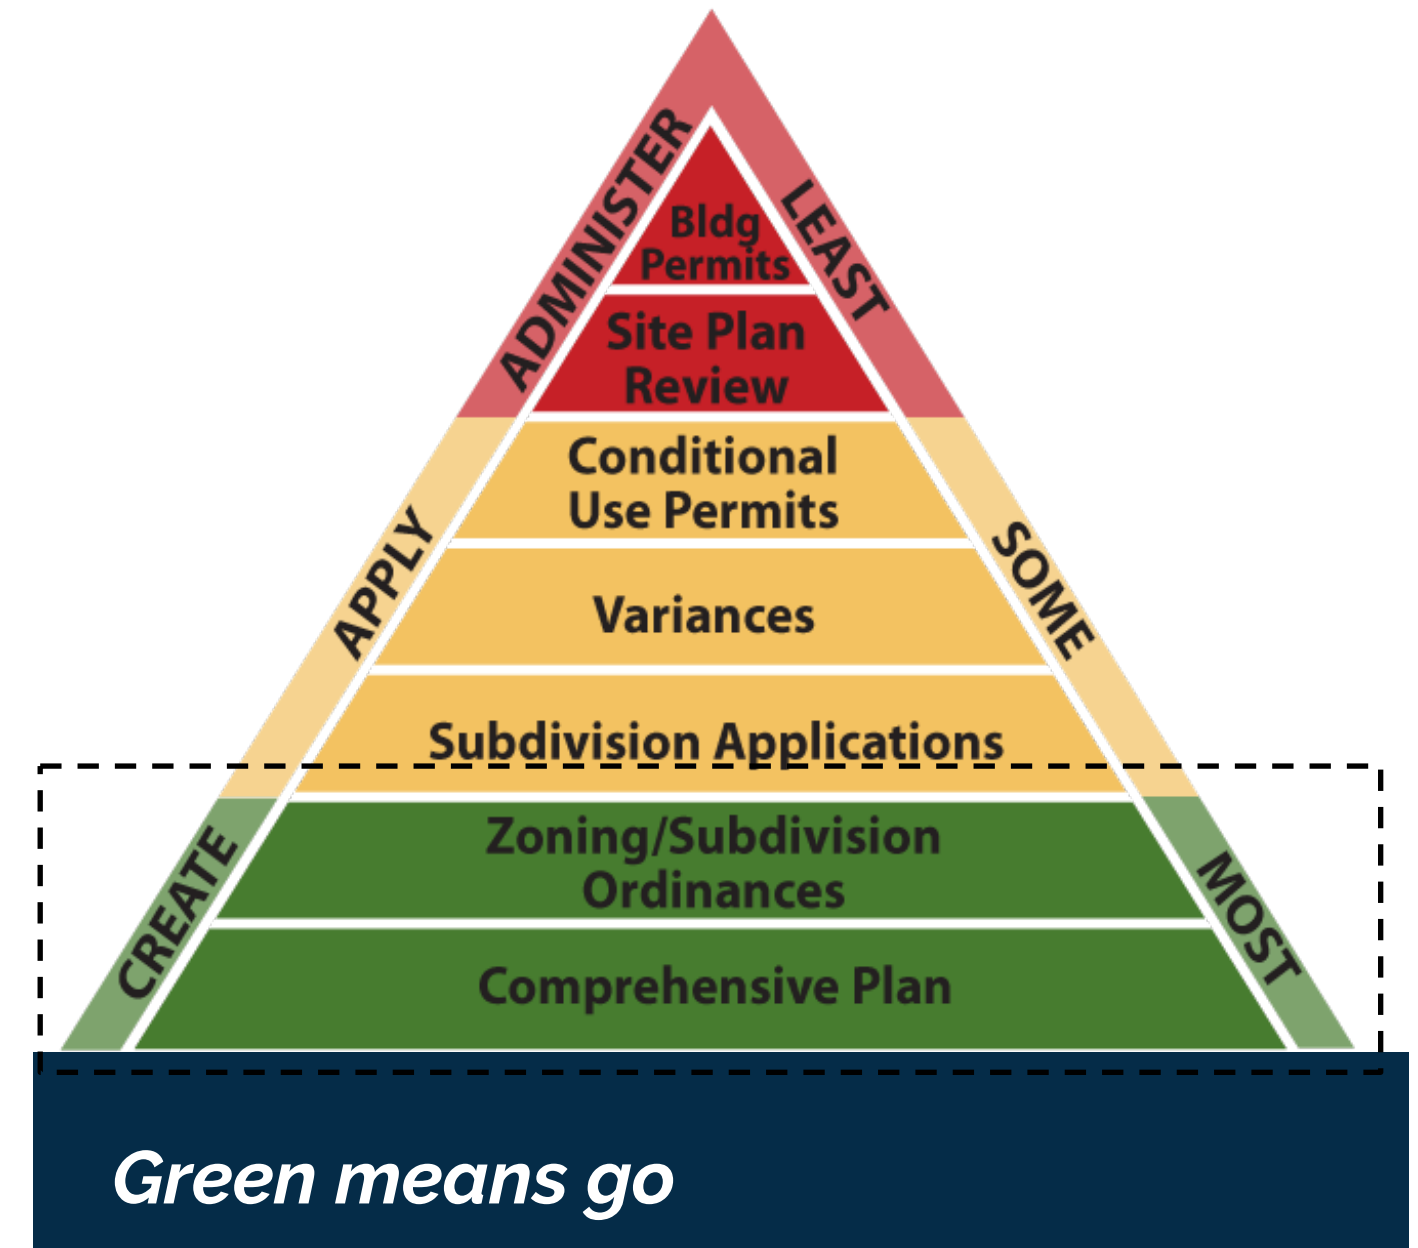 ADMINISTER
LEAST
Bldg
Permits
Site Plan
Review
Conditional
Use Permits
APPLY
SOME
Variances
Subdivision Applications
CREATE
MOST
Zoning/Subdivision
Ordinances
Comprehensive Plan
Green means go